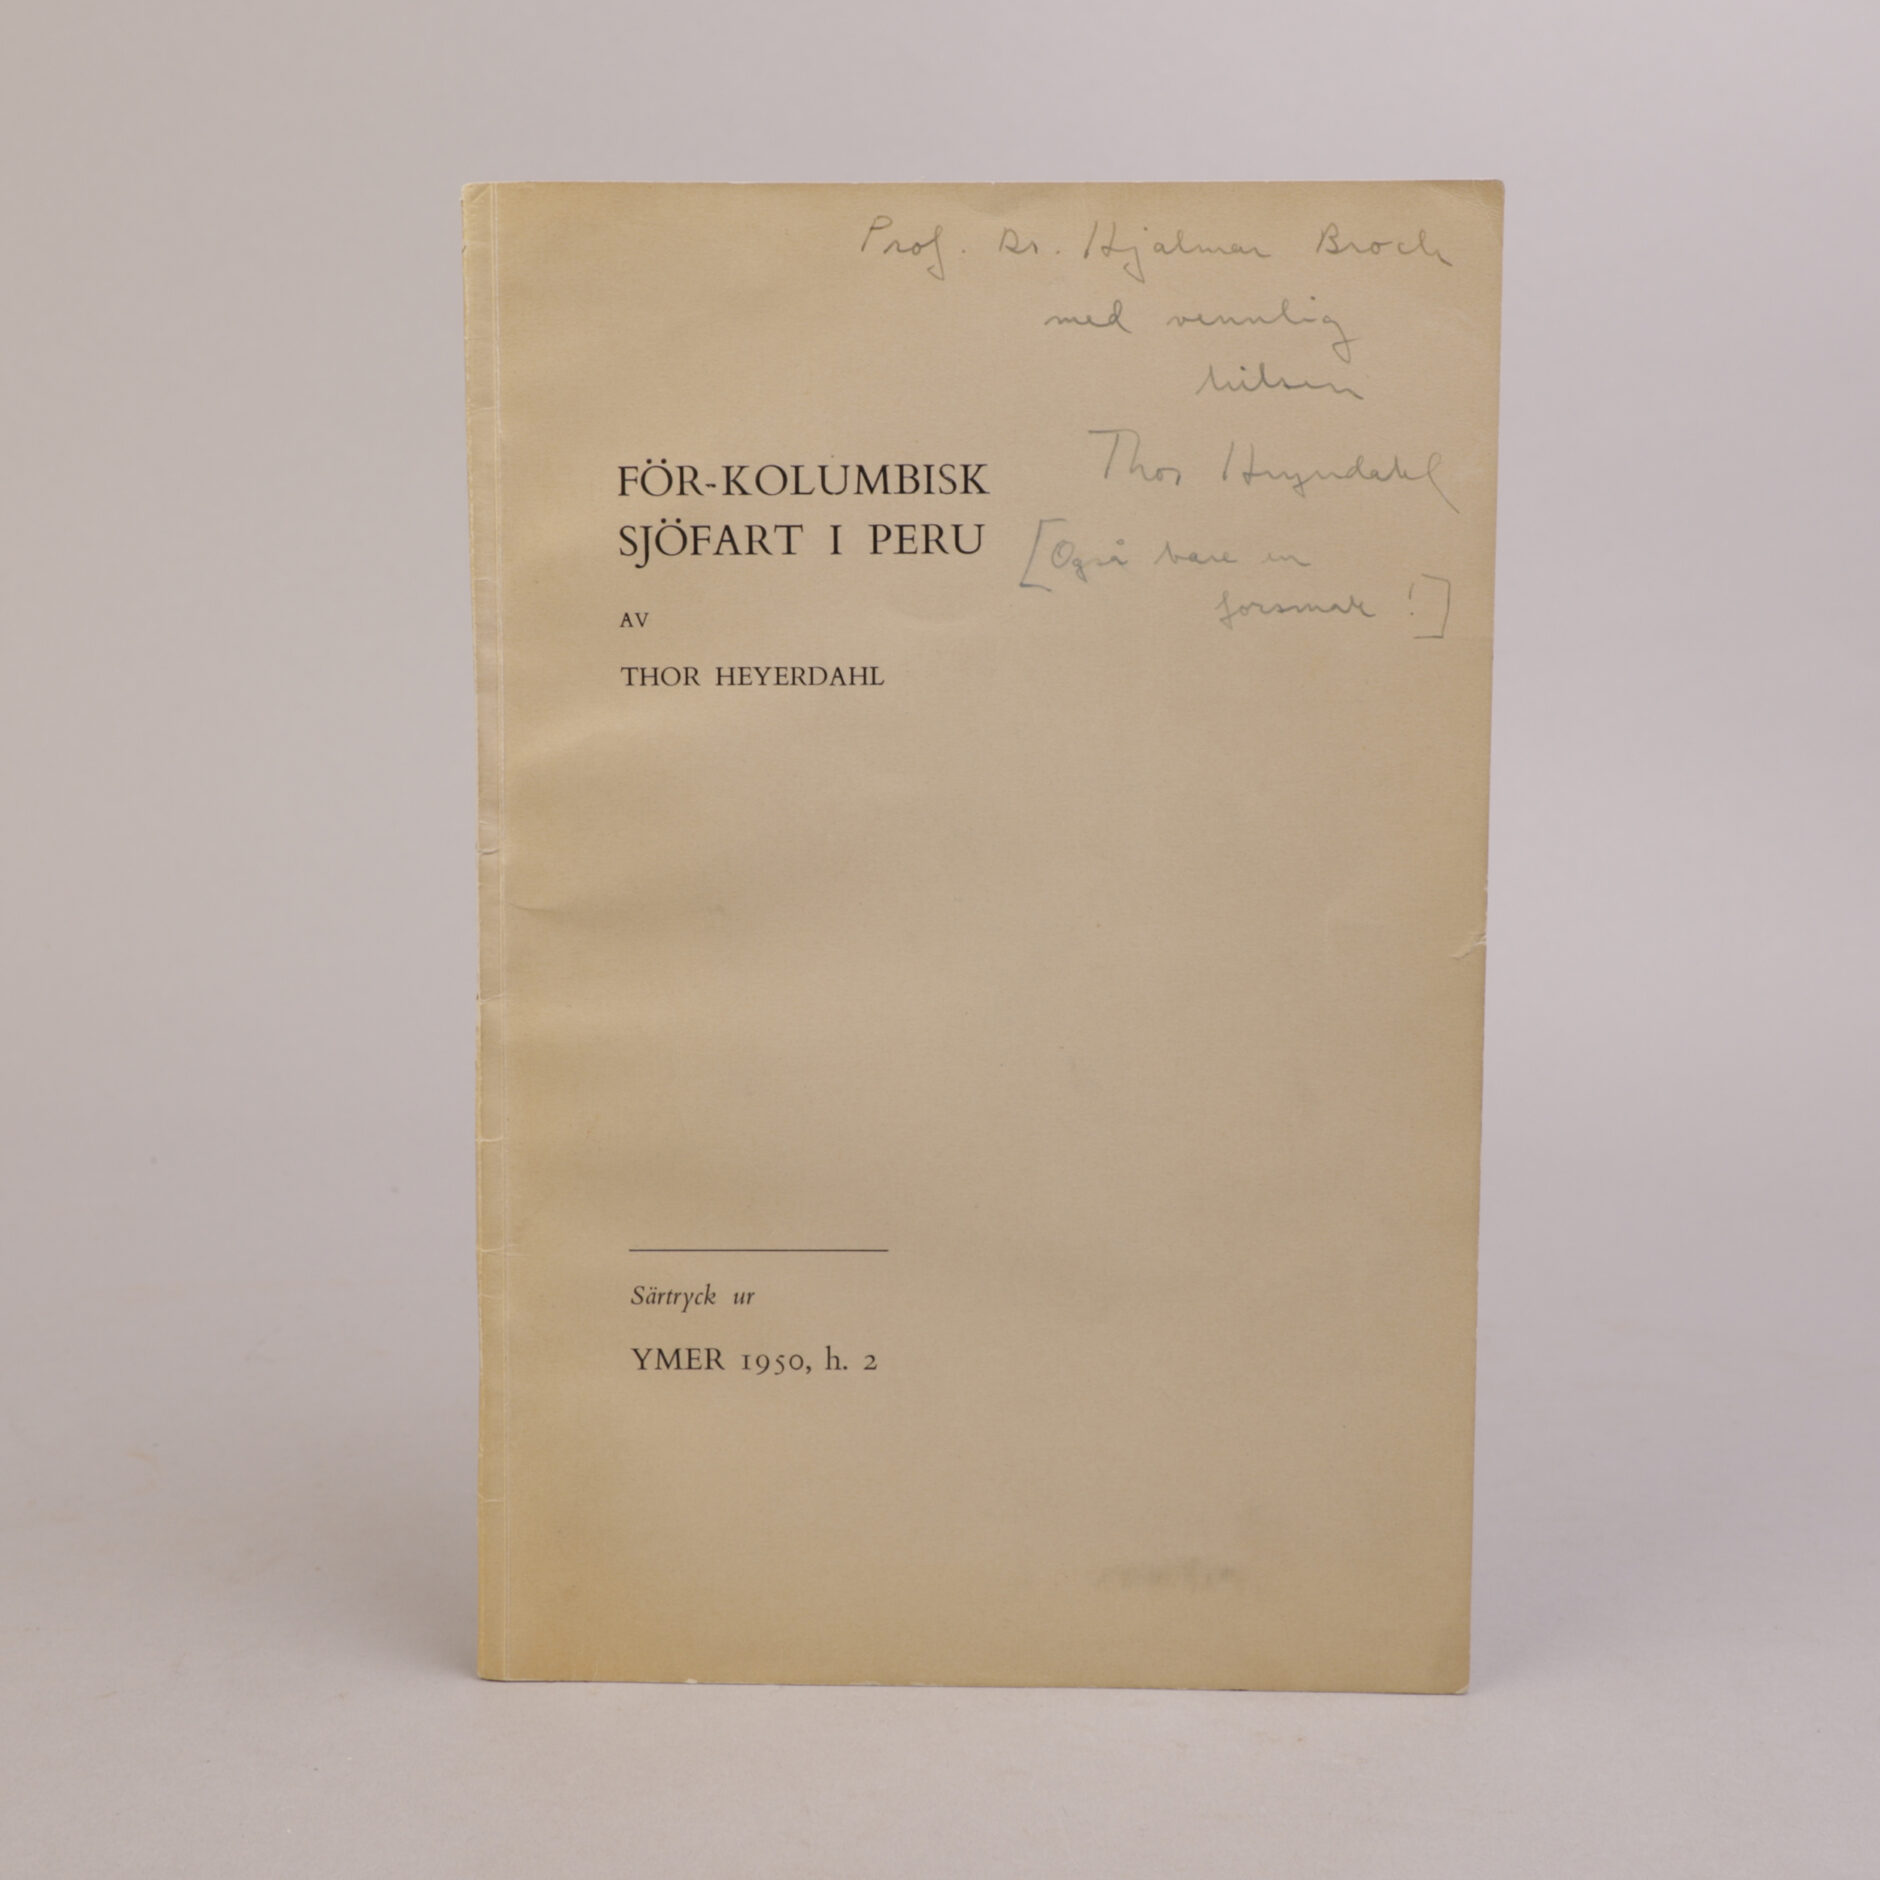 Prof. Dr. Hjalmar Broch
med vennlig
hilsen
Thor Heyerdahl
[Også bare en
forsmak!]
FÖR-KOLUMBISK
SJÖFART I PERU
AV
THOR HEYERDAHL
Särtryck ur
YMER 1950, h. 2